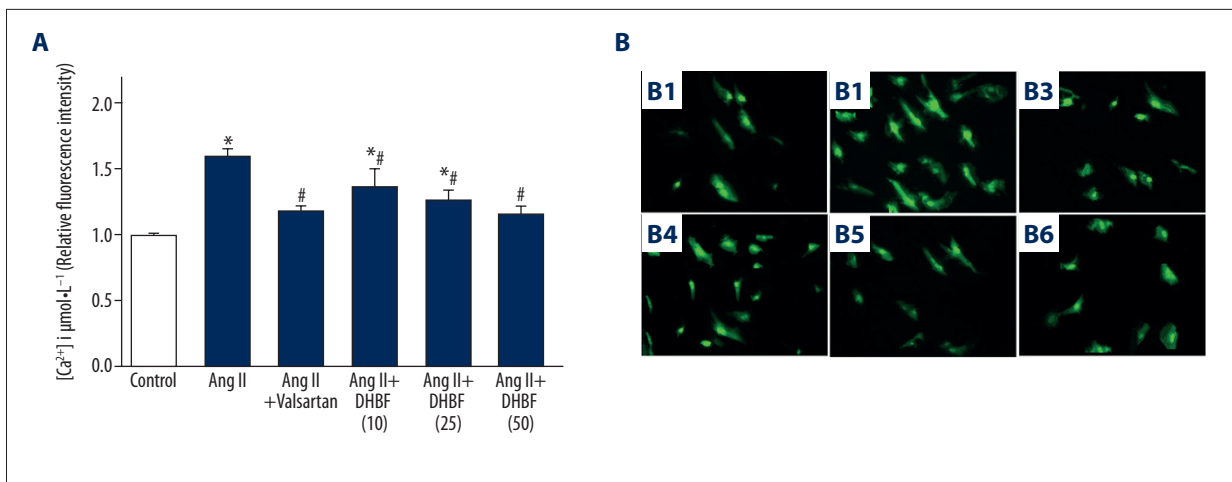 A
[Ca²⁺] i µmol•L⁻¹ (Relative fluorescence intensity)
2.0
1.5
1.0
0.5
0.0
*
#
*#
*#
#
Control
Ang II
Ang II
+Valsartan
Ang II+
DHBF
(10)
Ang II+
DHBF
(25)
Ang II+
DHBF
(50)
B
B1
B1
B3
B4
B5
B6